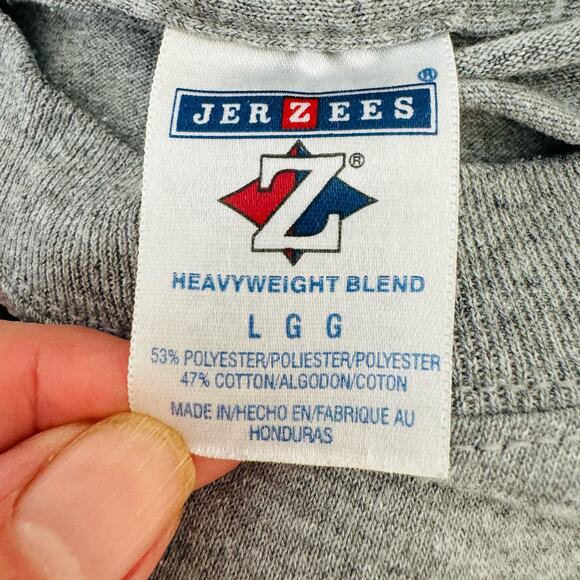 JERZEES®
Z®
HEAVYWEIGHT BLEND
L G G
53% POLYESTER/POLIESTER/POLYESTER
47% COTTON/ALGODON/COTON
MADE IN/HECHO EN/FABRIQUE AU
HONDURAS